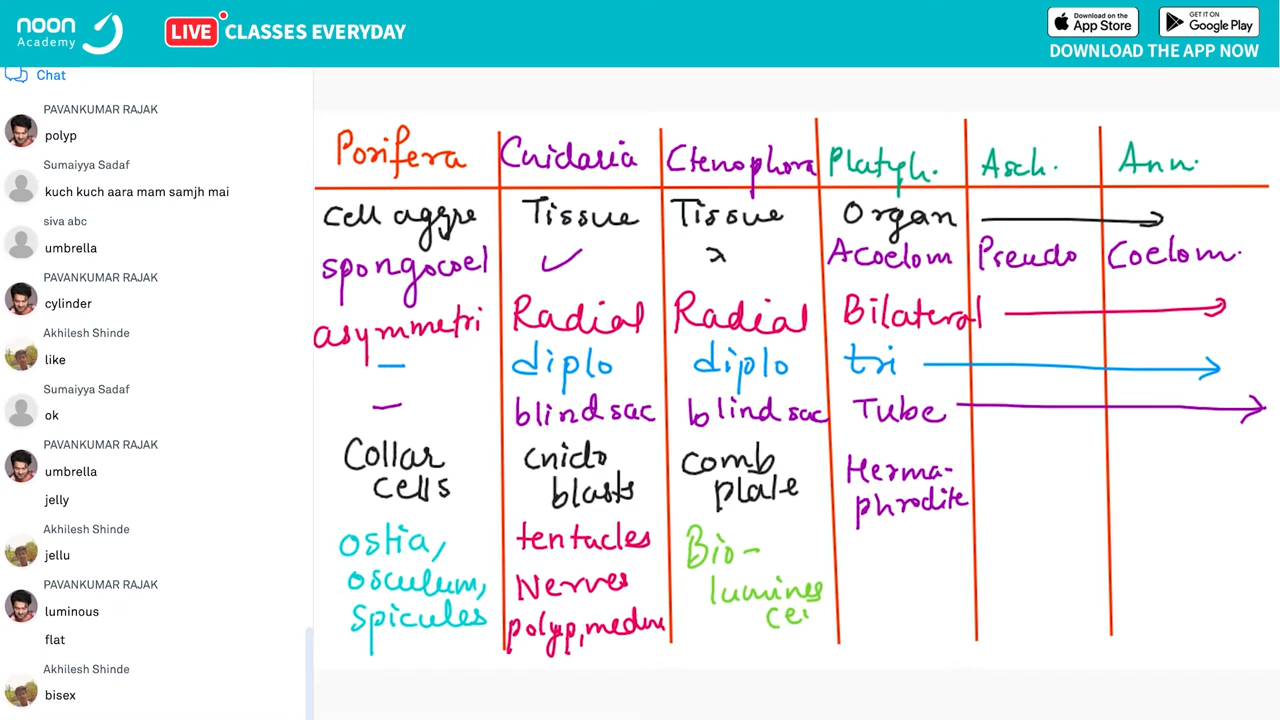 noon
Academy
LIVE CLASSES EVERYDAY
Download on the
App Store
GET IT ON
Google Play
DOWNLOAD THE APP NOW
Chat
PAVANKUMAR RAJAK
polyp
Sumaiyya Sadaf
kuch kuch aara mam samjh mai
siva abc
umbrella
PAVANKUMAR RAJAK
cylinder
Akhilesh Shinde
like
Sumaiyya Sadaf
ok
PAVANKUMAR RAJAK
umbrella
jelly
Akhilesh Shinde
jellu
PAVANKUMAR RAJAK
luminous
flat
Akhilesh Shinde
bisex
Porifera Cnidaria Ctenophora Platyh. Asch. Ann.
cell aggre Tissue Tissue Organ
spongocoel ✓ x Acoelom Pseudo Coelom.
asymmetri Radial Radial Bilateral
– diplo diplo tri
– blind sac blind sac Tube
Collar cnido comb Herma-
cells blasts plate phrodite
ostia, tentacles Bio-
osculum, Nerves lumines
spicules polyp, medu cei